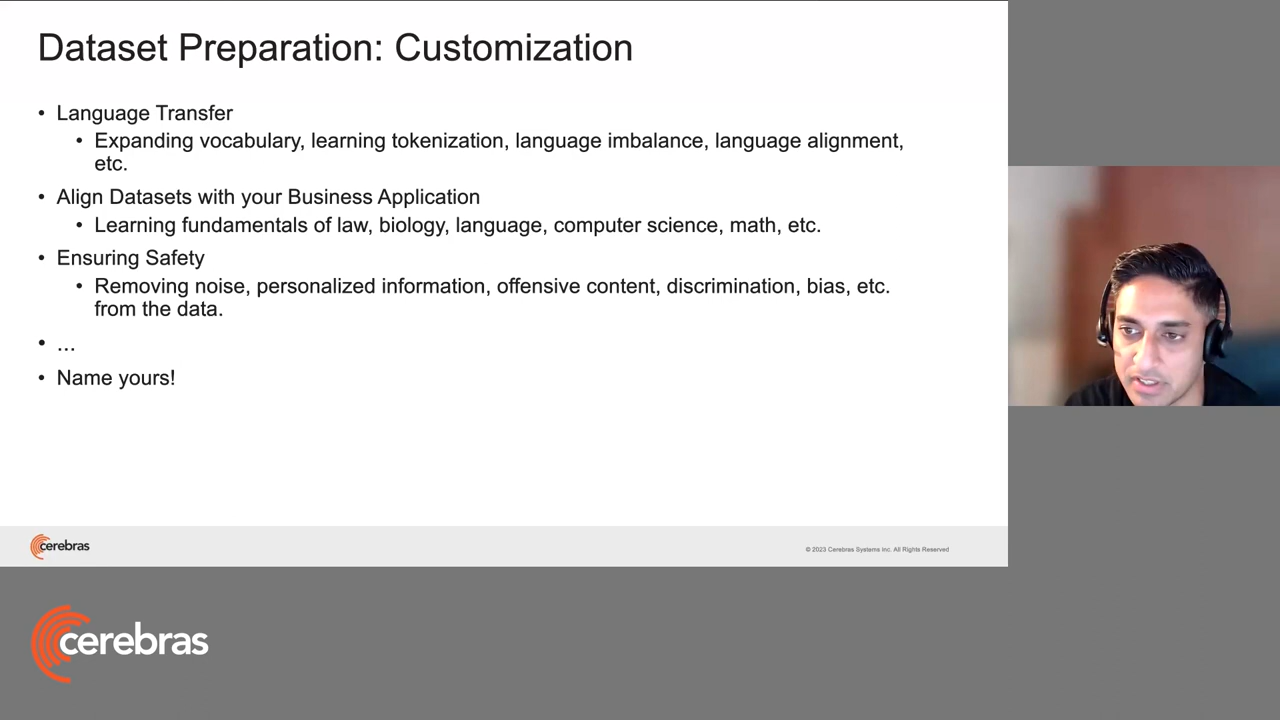 Dataset Preparation: Customization
• Language Transfer
• Expanding vocabulary, learning tokenization, language imbalance, language alignment,
etc.
• Align Datasets with your Business Application
• Learning fundamentals of law, biology, language, computer science, math, etc.
• Ensuring Safety
• Removing noise, personalized information, offensive content, discrimination, bias, etc.
from the data.
• ...
• Name yours!
cerebras
© 2023 Cerebras Systems Inc. All Rights Reserved
cerebras